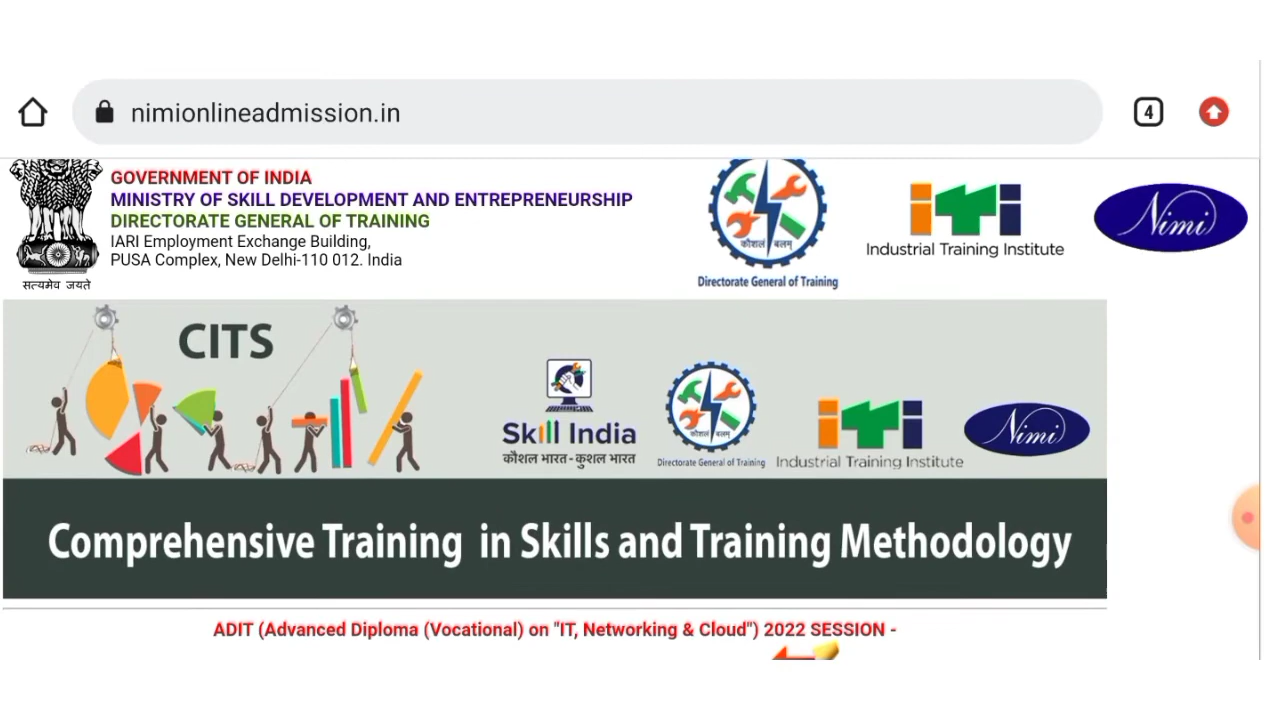 nimionlineadmission.in
4
GOVERNMENT OF INDIA
MINISTRY OF SKILL DEVELOPMENT AND ENTREPRENEURSHIP
DIRECTORATE GENERAL OF TRAINING
IARI Employment Exchange Building,
PUSA Complex, New Delhi-110 012. India
सत्यमेव जयते
कौशलं बलम्
Directorate General of Training
iTi
Industrial Training Institute
Nimi
CITS
Skill India
कौशल भारत - कुशल भारत
कौशलं बलम्
Directorate General of Training
iTi
Industrial Training Institute
Nimi
Comprehensive Training in Skills and Training Methodology
ADIT (Advanced Diploma (Vocational) on "IT, Networking & Cloud") 2022 SESSION -